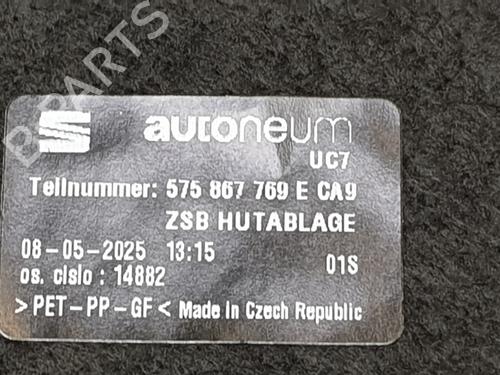 B-PARTS
autoneum
UC7
Teilnummer: 575 867 769 E CA9
ZSB HUTABLAGE
08-05-2025 13:15
os. cislo : 14882
01S
>PET-PP-GF< Made in Czech Republic